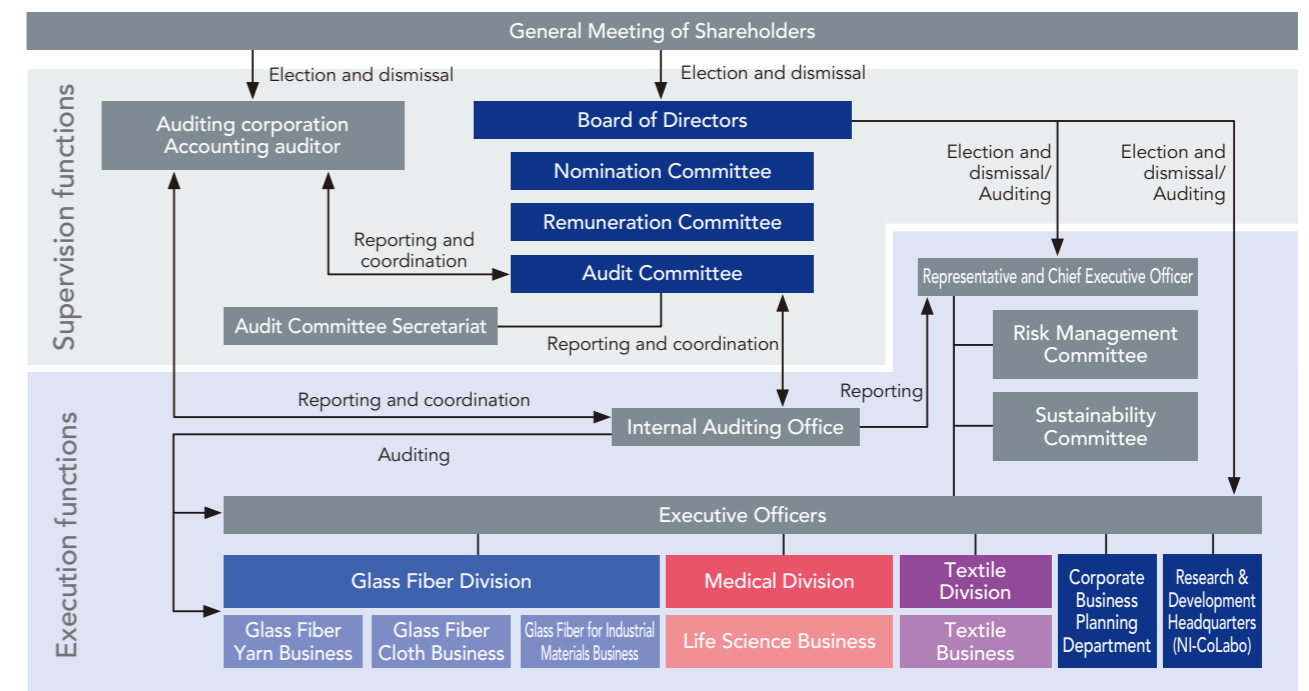 General Meeting of Shareholders
Election and dismissal
Election and dismissal
Supervision functions
Auditing corporation
Accounting auditor
Board of Directors
Nomination Committee
Remuneration Committee
Audit Committee
Reporting and
coordination
Audit Committee Secretariat
Reporting and coordination
Election and
dismissal/
Auditing
Election and
dismissal/
Auditing
Representative and Chief Executive Officer
Risk Management
Committee
Sustainability
Committee
Execution functions
Reporting and coordination
Internal Auditing Office
Reporting
Auditing
Executive Officers
Glass Fiber Division
Glass Fiber
Yarn Business
Glass Fiber
Cloth Business
Glass Fiber for Industrial
Materials Business
Medical Division
Life Science Business
Textile
Division
Textile
Business
Corporate
Business
Planning
Department
Research &
Development
Headquarters
(NI-CoLabo)